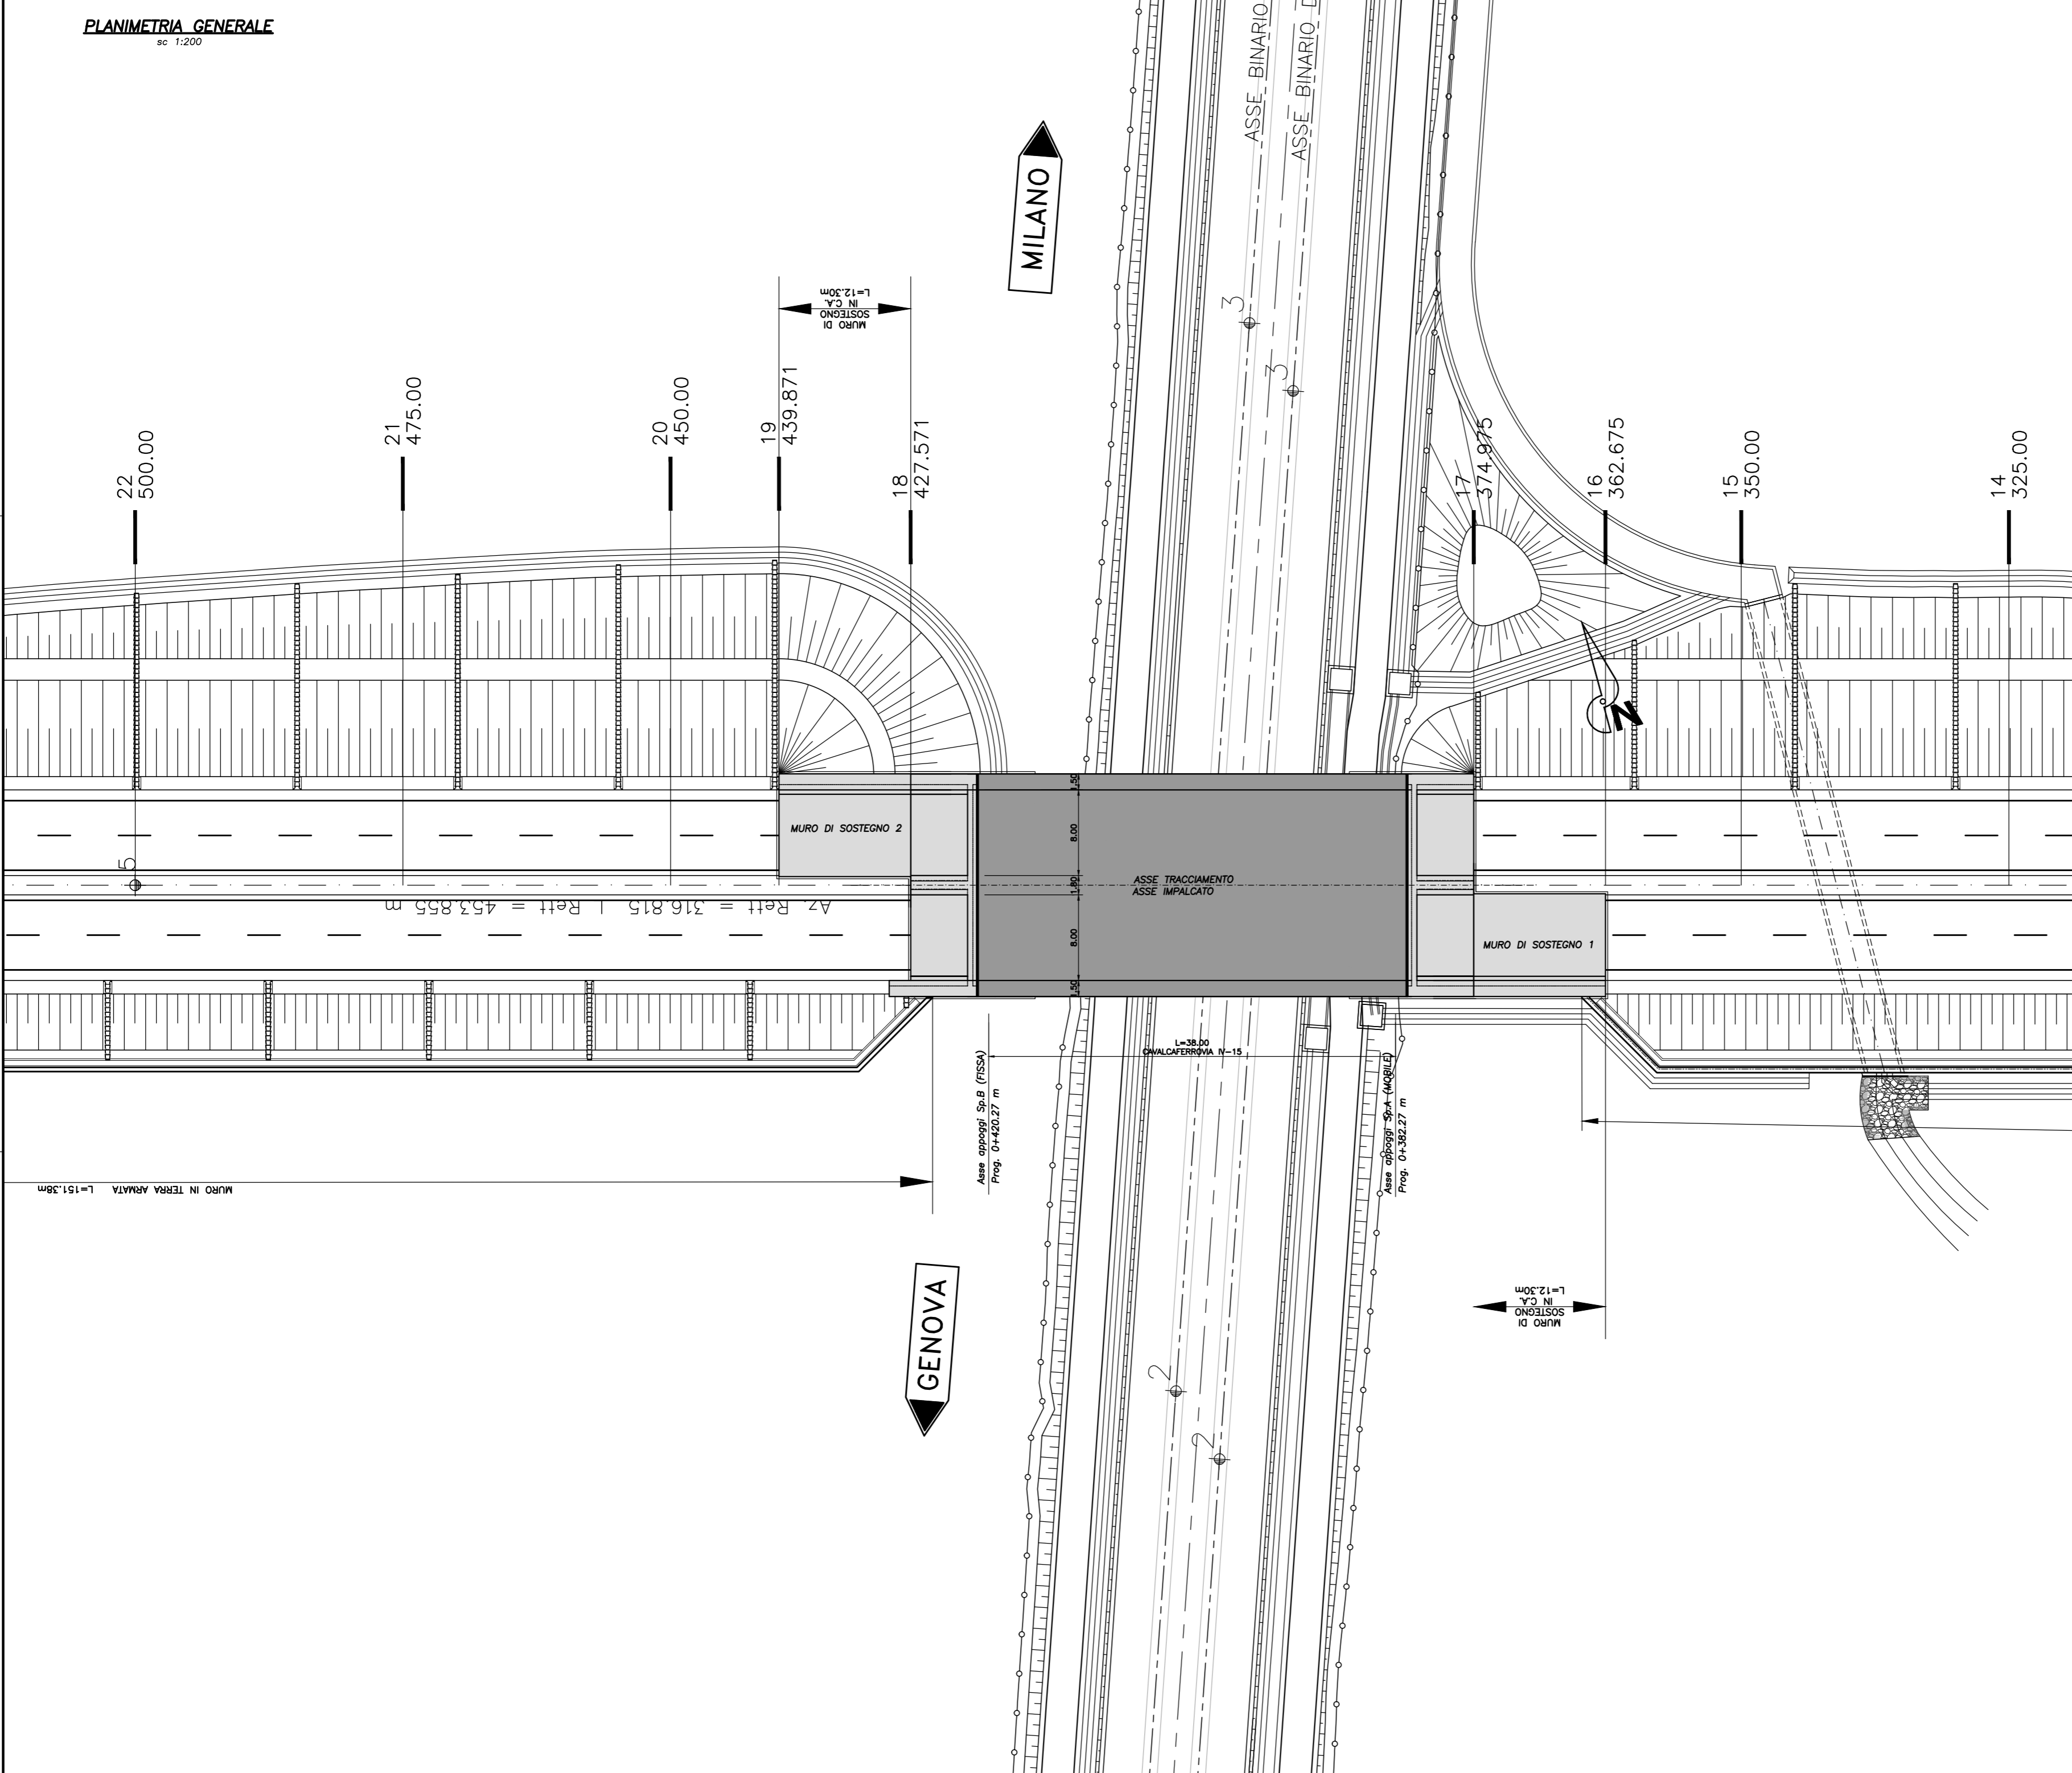 PLANIMETRIA GENERALE
sc 1:200
ASSE BINARIO
ASSE BINARIO D
MILANO
MURO DI
SOSTEGNO
IN C.A.
L=12.30m
3
3
22
500.00
21
475.00
20
450.00
19
439.871
18
427.571
17
374.975
16
362.675
15
350.00
14
325.00
N
1.50
MURO DI SOSTEGNO 2
8.00
5
ASSE TRACCIAMENTO
1.80
ASSE IMPALCATO
Az. Rett = 316.815 l Rett = 453.855 m
8.00
MURO DI SOSTEGNO 1
1.50
L=38.00
CAVALCAFERROVIA IV-15
Asse appoggi Sp.B (FISSA)
Prog. 0+420.27 m
Asse appoggi Sp.A (MOBILE)
Prog. 0+382.27 m
MURO IN TERRA ARMATA L=151.38m
GENOVA
MURO DI
SOSTEGNO
IN C.A.
L=12.30m
2
2